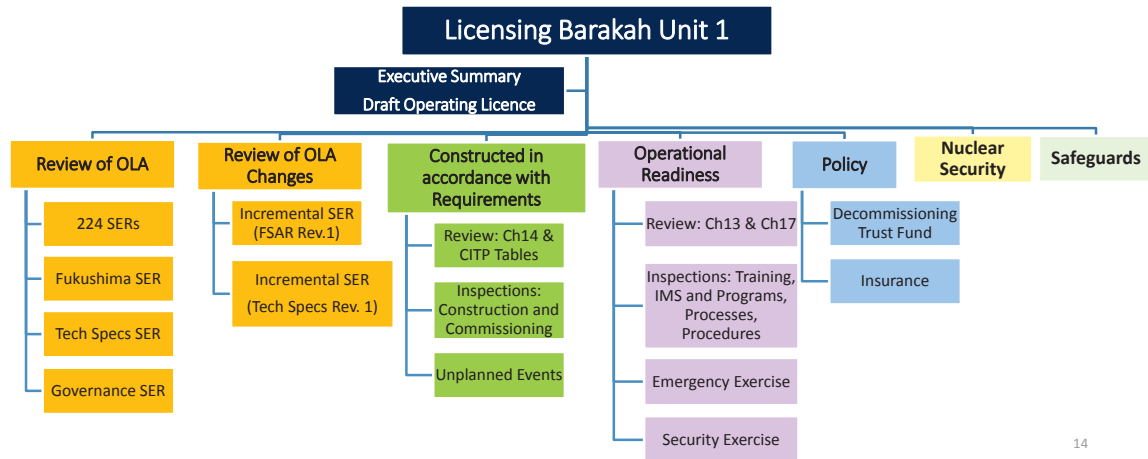 Licensing Barakah Unit 1
Executive Summary
Draft Operating Licence
Review of OLA
224 SERs
Fukushima SER
Tech Specs SER
Governance SER
Review of OLA
Changes
Incremental SER
(FSAR Rev.1)
Incremental SER
(Tech Specs Rev. 1)
Constructed in
accordance with
Requirements
Review: Ch14 &
CITP Tables
Inspections:
Construction and
Commissioning
Unplanned Events
Operational
Readiness
Review: Ch13 & Ch17
Inspections: Training,
IMS and Programs,
Processes,
Procedures
Emergency Exercise
Security Exercise
Policy
Decommissioning
Trust Fund
Insurance
Nuclear
Security
Safeguards
14